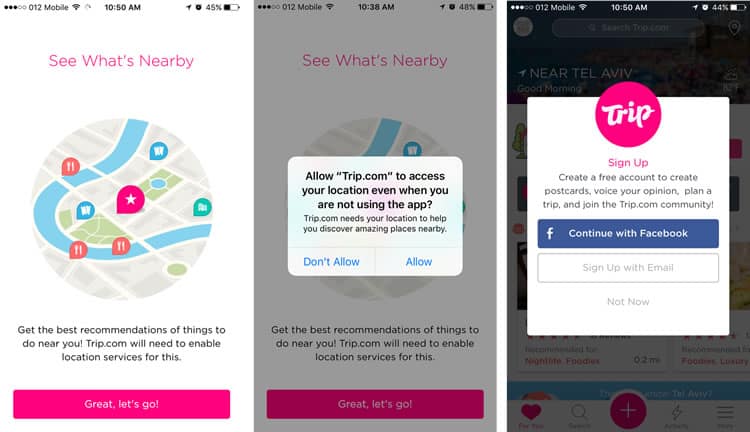 012 Mobile 10:50 AM 45%
See What's Nearby
Get the best recommendations of things to
do near you! Trip.com will need to enable
location services for this.
Great, let's go!
012 Mobile 10:38 AM 48%
See What's Nearby
Allow “Trip.com” to access
your location even when you
are not using the app?
Trip.com needs your location to help
you discover amazing places nearby.
Don't Allow
Allow
Get the best recommendations of things to
do near you! Trip.com will need to enable
location services for this.
Great, let's go!
012 Mobile 10:50 AM 44%
Search Trip.com
NEAR TEL AVIV
Good Morning
82°F
Trip
Sign Up
Create a free account to create
postcards, voice your opinion, plan a
trip, and join the Trip.com community!
f Continue with Facebook
Sign Up with Email
Not Now
Reviews
Recommended for:
Nightlife, Foodies
0.2 mi
Recommended
Foodies, Luxury
Tel Aviv?
For You
Search
Activity
More